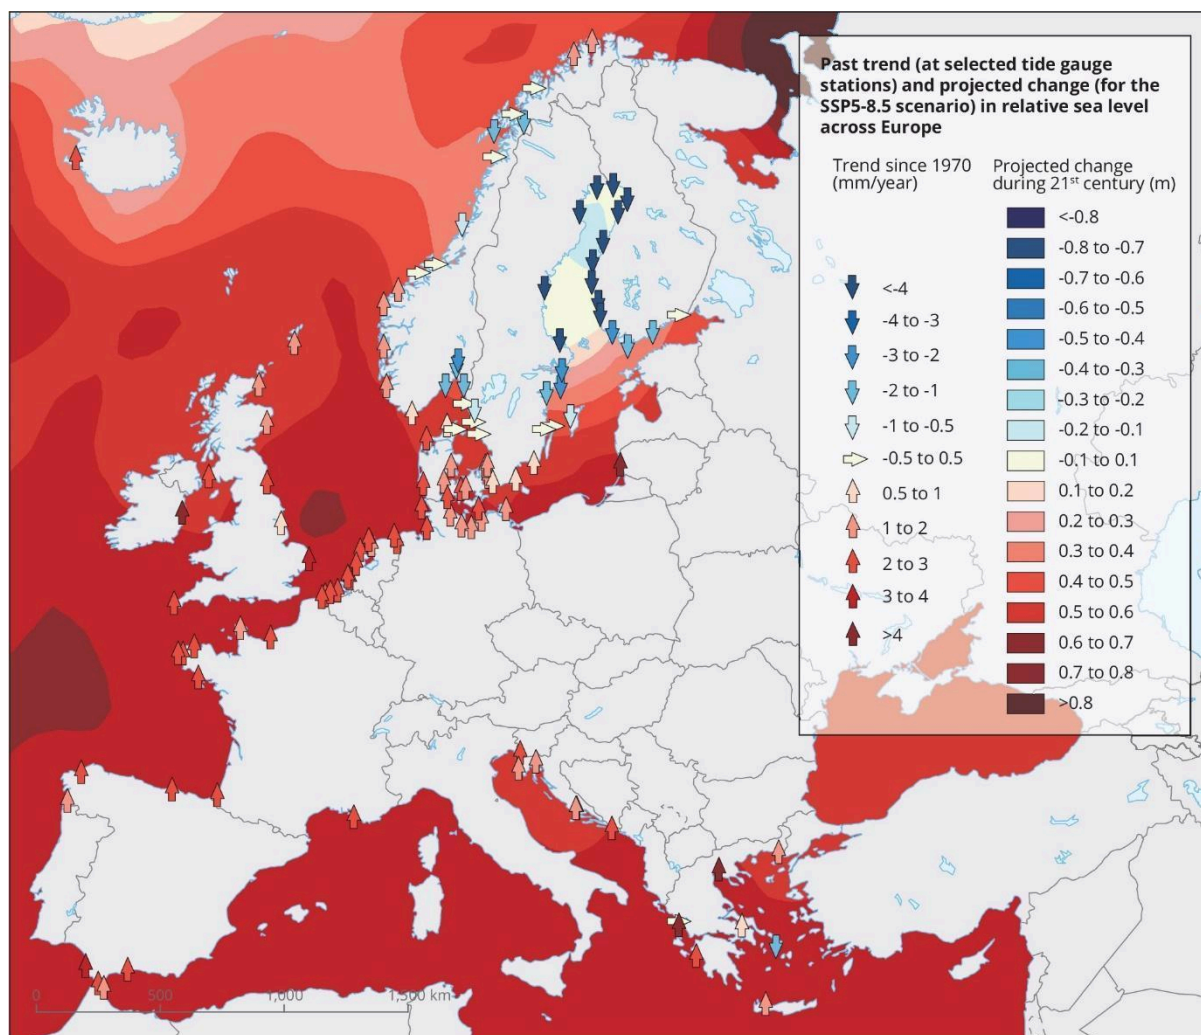 Past trend (at selected tide gauge
stations) and projected change (for the
SSP5-8.5 scenario) in relative sea level
across Europe
Trend since 1970
(mm/year)
<-4
-4 to -3
-3 to -2
-2 to -1
-1 to -0.5
-0.5 to 0.5
0.5 to 1
1 to 2
2 to 3
3 to 4
>4
Projected change
during 21st century (m)
<-0.8
-0.8 to -0.7
-0.7 to -0.6
-0.6 to -0.5
-0.5 to -0.4
-0.4 to -0.3
-0.3 to -0.2
-0.2 to -0.1
-0.1 to 0.1
0.1 to 0.2
0.2 to 0.3
0.3 to 0.4
0.4 to 0.5
0.5 to 0.6
0.6 to 0.7
0.7 to 0.8
>0.8
0 500 1,000 1,500 km